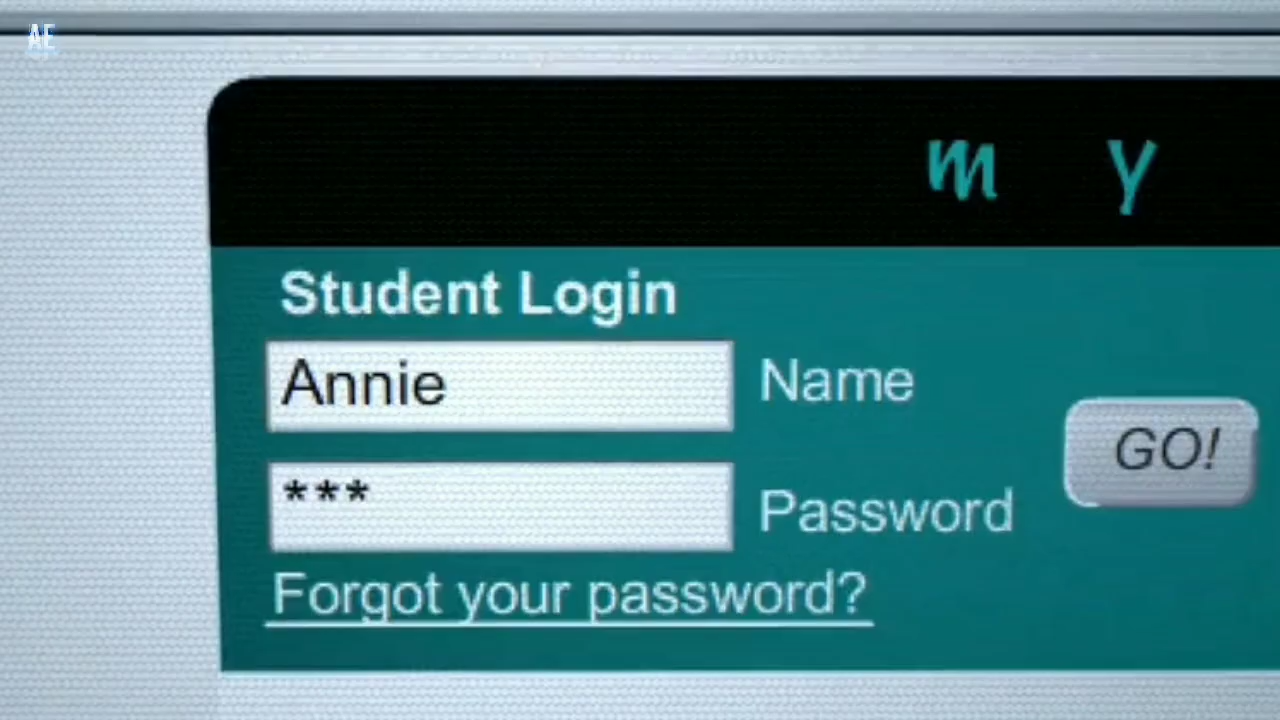 AE
m y
Student Login
Annie Name
GO!
*** Password
Forgot your password?